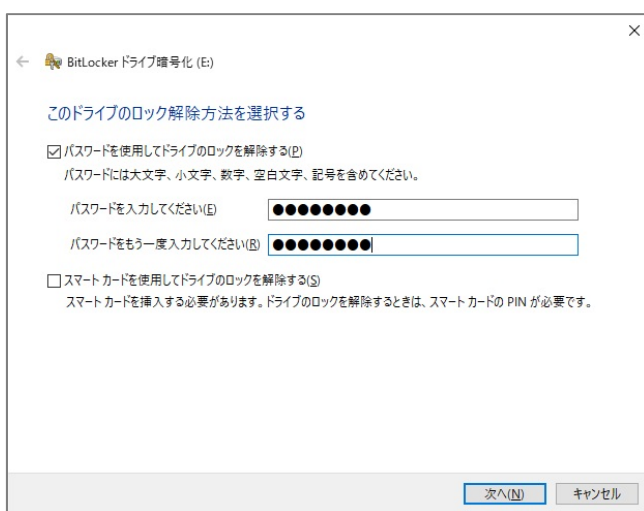 BitLocker ドライブ暗号化 (E:)
このドライブのロック解除方法を選択する
パスワードを使用してドライブのロックを解除する(P)
パスワードには大文字、小文字、数字、空白文字、記号を含めてください。
パスワードを入力してください(E) ●●●●●●●●
パスワードをもう一度入力してください(R) ●●●●●●●●
スマート カードを使用してドライブのロックを解除する(S)
スマート カードを挿入する必要があります。ドライブのロックを解除するときは、スマート カードの PIN が必要です。
次へ(N) キャンセル